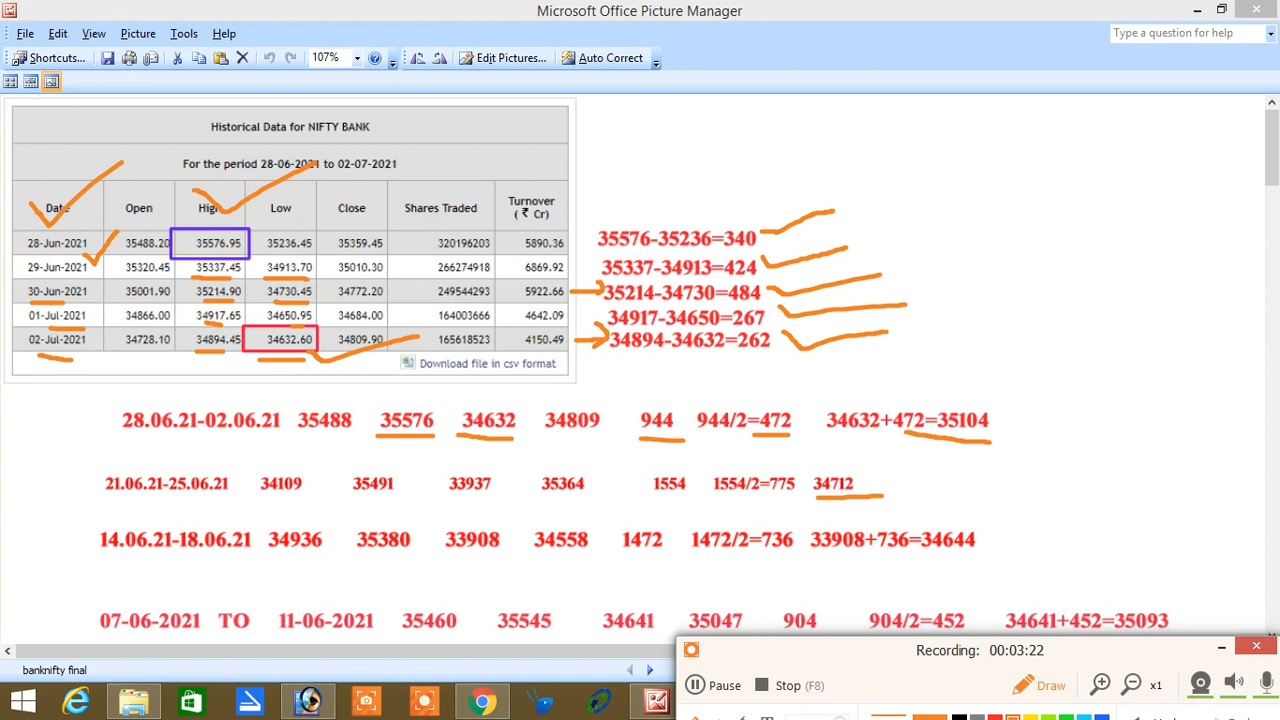 Microsoft Office Picture Manager
File Edit View Picture Tools Help
Type a question for help
Shortcuts... 107% Edit Pictures... Auto Correct
Historical Data for NIFTY BANK
For the period 28-06-2021 to 02-07-2021
Date Open High Low Close Shares Traded Turnover ( ₹ Cr)
28-Jun-2021 35488.20 35576.95 35236.45 35359.45 320196203 5890.36
35576-35236=340
29-Jun-2021 35320.45 35337.45 34913.70 35010.30 266274918 6869.92
35337-34913=424
30-Jun-2021 35001.90 35214.90 34730.45 34772.20 249544293 5922.66
35214-34730=484
01-Jul-2021 34866.00 34917.65 34650.95 34684.00 164003666 4642.09
34917-34650=267
02-Jul-2021 34728.10 34894.45 34632.60 34809.90 165618523 4150.49
34894-34632=262
Download file in csv format
28.06.21-02.06.21 35488 35576 34632 34809 944 944/2=472 34632+472=35104
21.06.21-25.06.21 34109 35491 33937 35364 1554 1554/2=775 34712
14.06.21-18.06.21 34936 35380 33908 34558 1472 1472/2=736 33908+736=34644
07-06-2021 TO 11-06-2021 35460 35545 34641 35047 904 904/2=452 34641+452=35093
Recording: 00:03:22
banknifty final
Pause Stop (F8) Draw x1